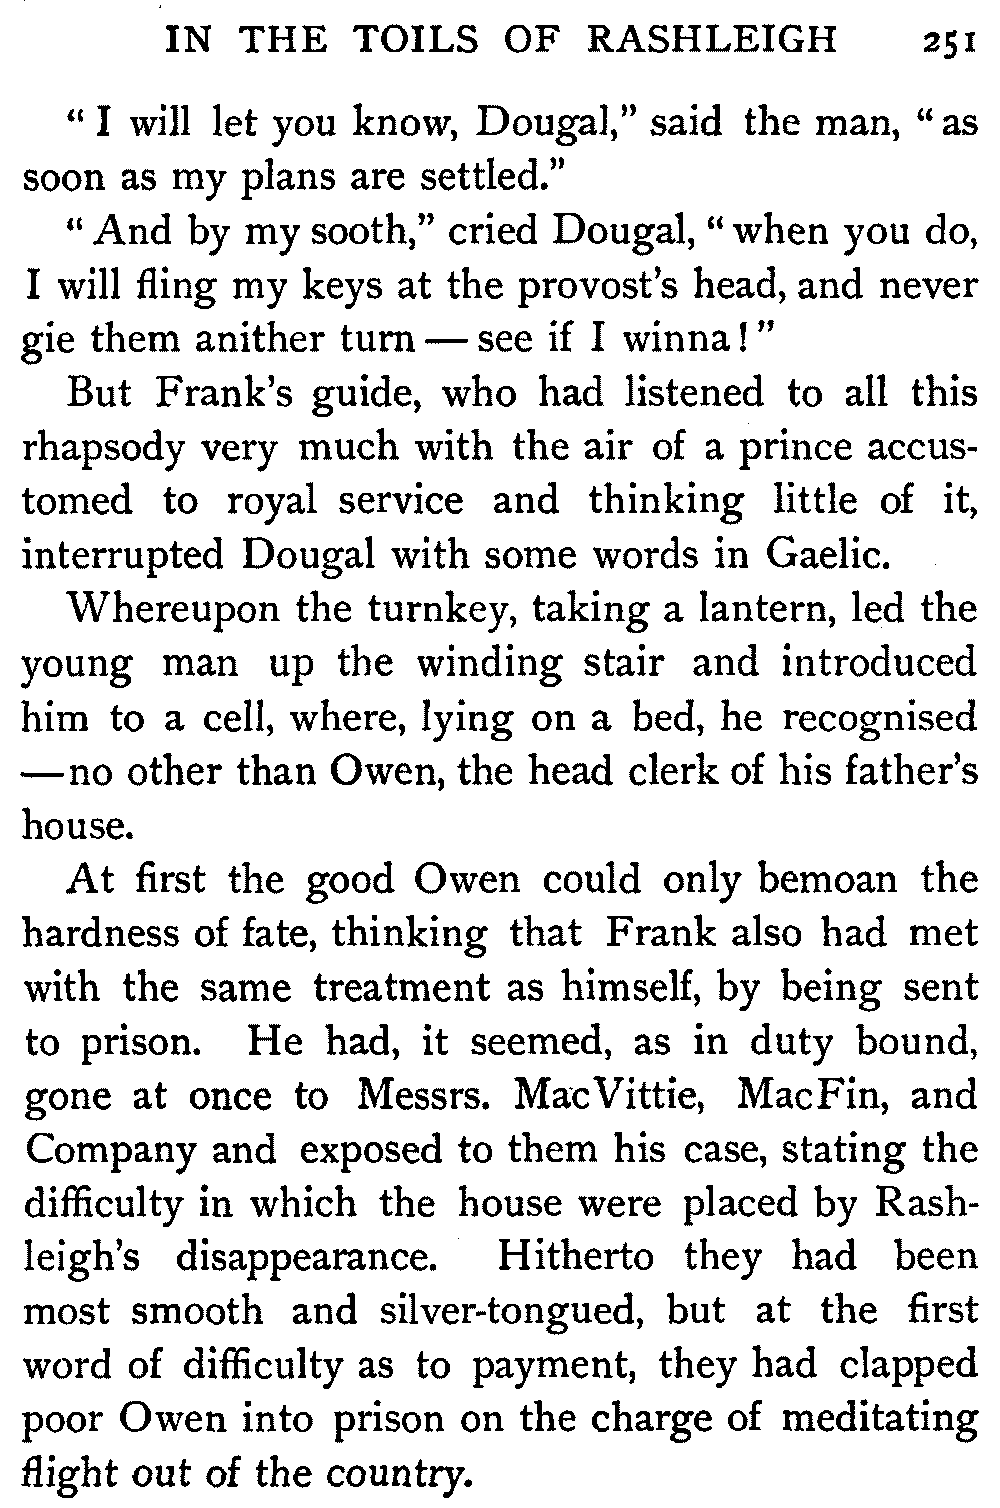 IN THE TOILS OF RASHLEIGH 251
“ I will let you know, Dougal,” said the man, “ as
soon as my plans are settled.”
“ And by my sooth,” cried Dougal, “ when you do,
I will fling my keys at the provost's head, and never
gie them anither turn — see if I winna! ”
But Frank's guide, who had listened to all this
rhapsody very much with the air of a prince accus-
tomed to royal service and thinking little of it,
interrupted Dougal with some words in Gaelic.
Whereupon the turnkey, taking a lantern, led the
young man up the winding stair and introduced
him to a cell, where, lying on a bed, he recognised
—no other than Owen, the head clerk of his father's
house.
At first the good Owen could only bemoan the
hardness of fate, thinking that Frank also had met
with the same treatment as himself, by being sent
to prison. He had, it seemed, as in duty bound,
gone at once to Messrs. MacVittie, MacFin, and
Company and exposed to them his case, stating the
difficulty in which the house were placed by Rash-
leigh's disappearance. Hitherto they had been
most smooth and silver-tongued, but at the first
word of difficulty as to payment, they had clapped
poor Owen into prison on the charge of meditating
flight out of the country.